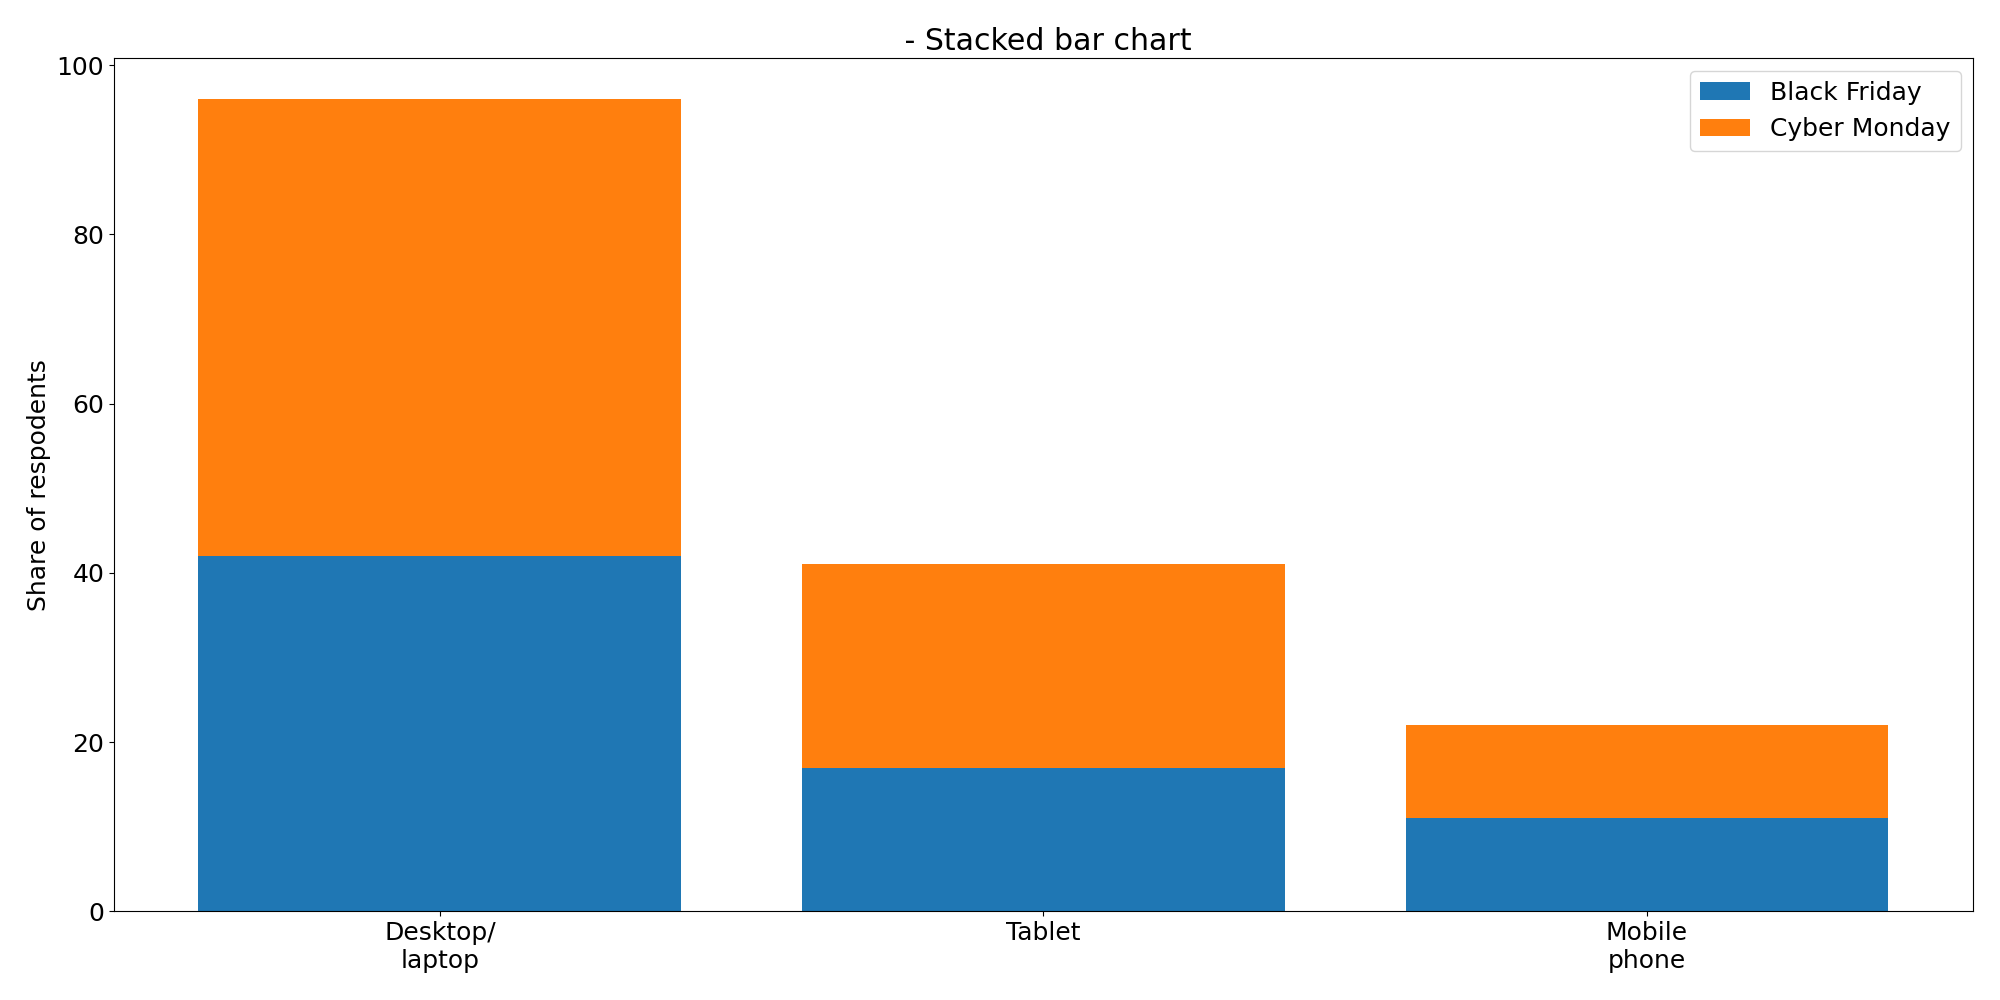 - Stacked bar chart
100
80
60
40
20
0
Share of respodents
Black Friday
Cyber Monday
Desktop/
laptop
Tablet
Mobile
phone